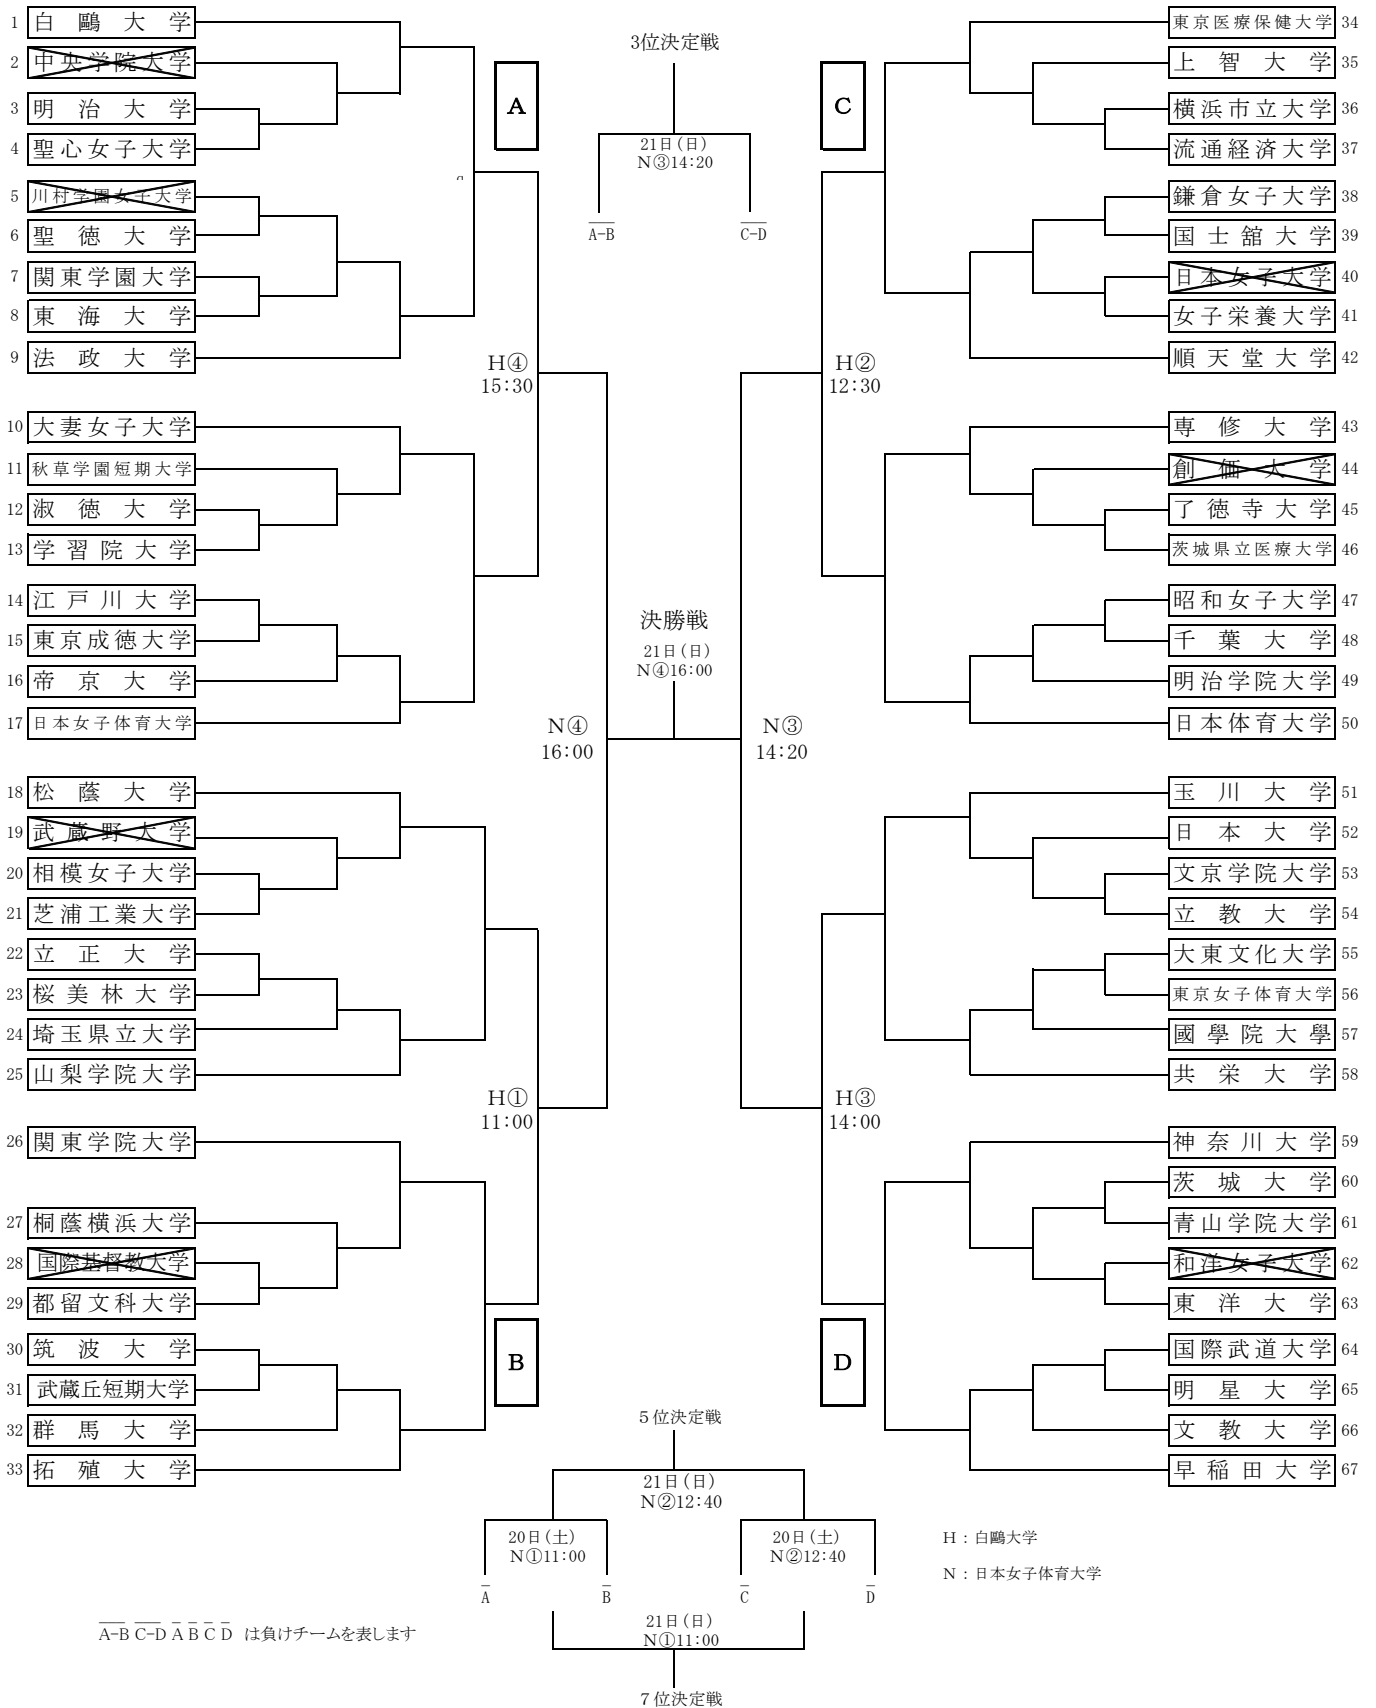 1 白鷗大学
2 中央学院大学
3 明治大学
4 聖心女子大学
5 川村学園女子大学
6 聖徳大学
7 関東学園大学
8 東海大学
9 法政大学
10 大妻女子大学
11 秋草学園短期大学
12 淑徳大学
13 学習院大学
14 江戸川大学
15 東京成徳大学
16 帝京大学
17 日本女子体育大学
18 松蔭大学
19 武蔵野大学
20 相模女子大学
21 芝浦工業大学
22 立正大学
23 桜美林大学
24 埼玉県立大学
25 山梨学院大学
26 関東学院大学
27 桐蔭横浜大学
28 国際基督教大学
29 都留文科大学
30 筑波大学
31 武蔵丘短期大学
32 群馬大学
33 拓殖大学
A
H④
15:30
N④
16:00
H①
11:00
B
3位決定戦
21日(日)
N③14:20
A-B
C-D
決勝戦
21日(日)
N④16:00
C
H②
12:30
N③
14:20
H③
14:00
D
東京医療保健大学 34
上智大学 35
横浜市立大学 36
流通経済大学 37
鎌倉女子大学 38
国士舘大学 39
日本女子大学 40
女子栄養大学 41
順天堂大学 42
専修大学 43
創価大学 44
了徳寺大学 45
茨城県立医療大学 46
昭和女子大学 47
千葉大学 48
明治学院大学 49
日本体育大学 50
玉川大学 51
日本大学 52
文京学院大学 53
立教大学 54
大東文化大学 55
東京女子体育大学 56
國學院大學 57
共栄大学 58
神奈川大学 59
茨城大学 60
青山学院大学 61
和洋女子大学 62
東洋大学 63
国際武道大学 64
明星大学 65
文教大学 66
早稲田大学 67
5位決定戦
21日(日)
N②12:40
20日(土)
N①11:00
20日(土)
N②12:40
A
B
C
D
21日(日)
N①11:00
7位決定戦
H:白鷗大学
N:日本女子体育大学
A-B C-D A B C D は負けチームを表します